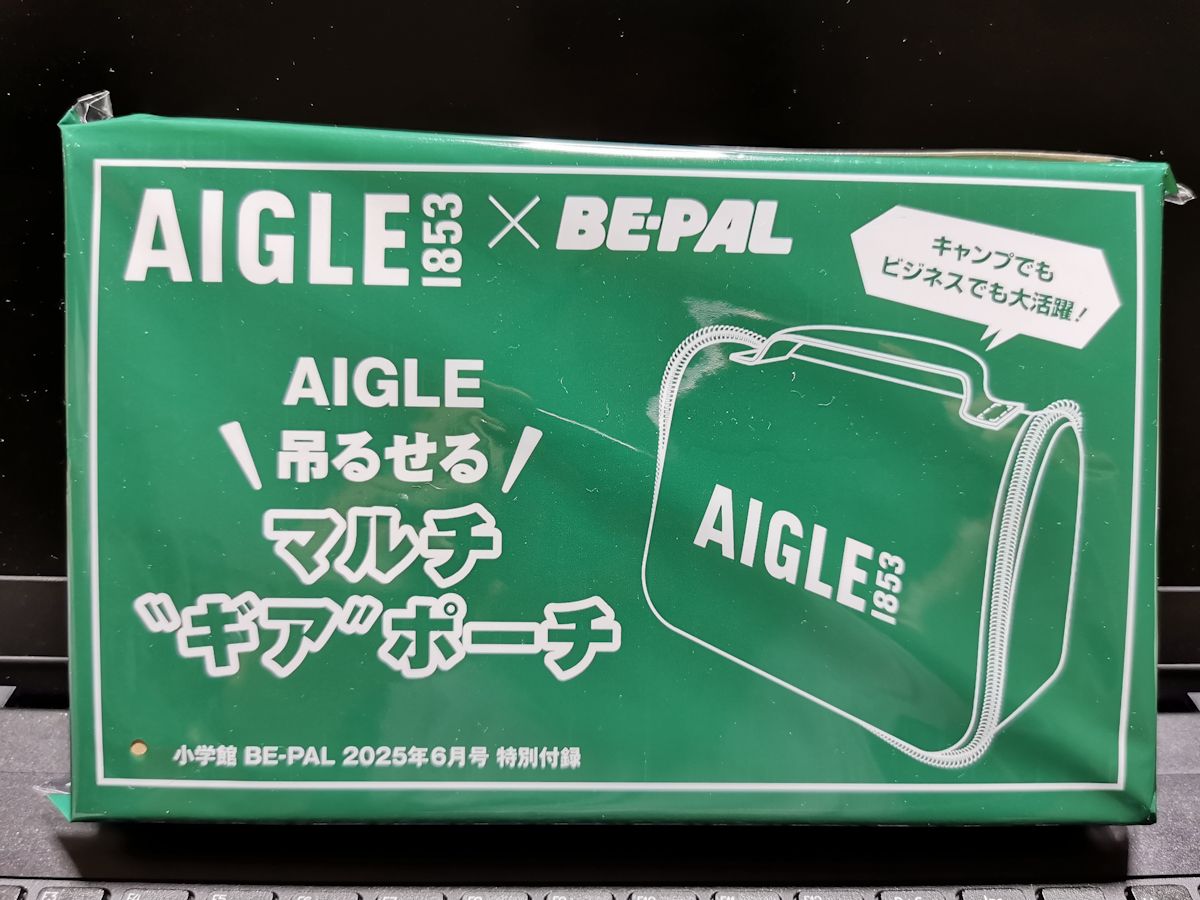 AIGLE 1853 × BE-PAL
キャンプでも
ビジネスでも大活躍!
AIGLE
\吊るせる/
マルチ
"ギア"ポーチ
AIGLE 1853
小学館 BE-PAL 2025年6月号 特別付録